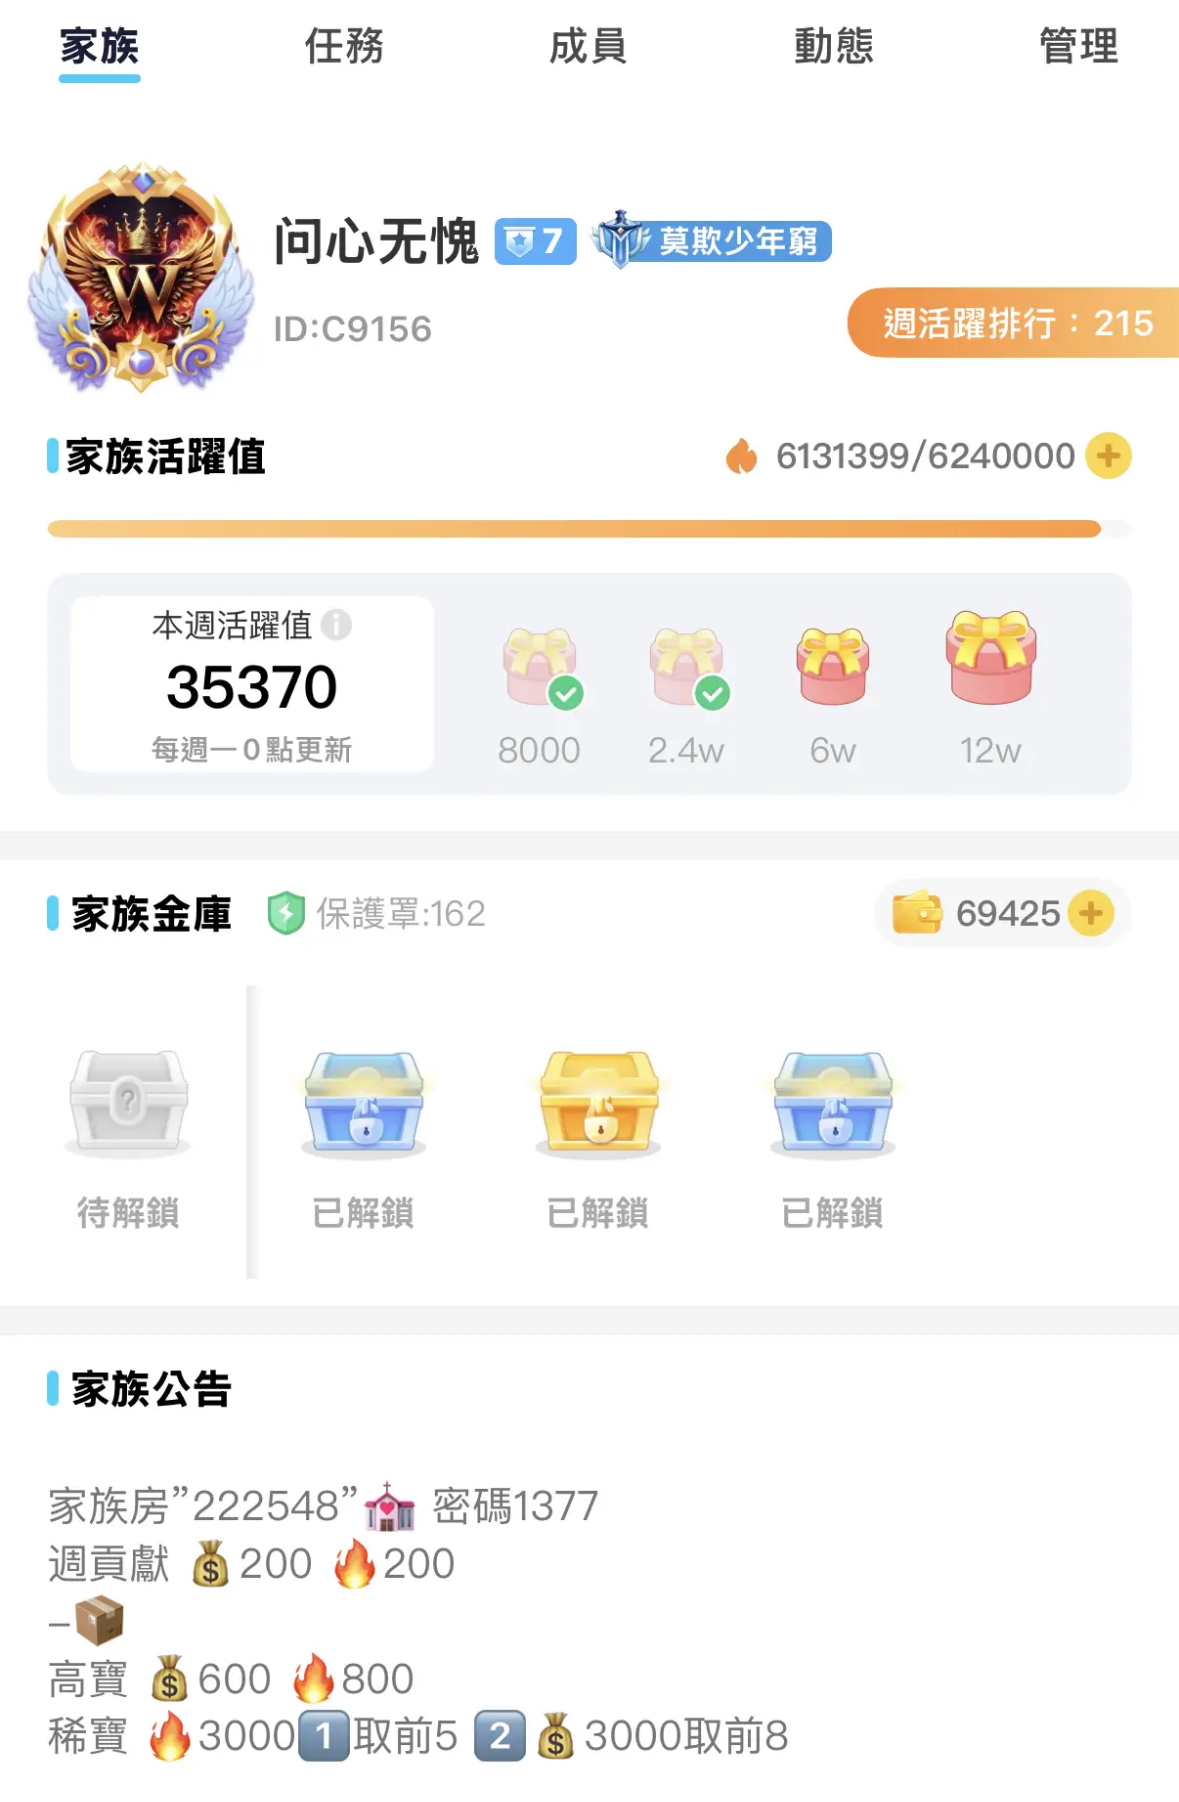 家族 任務 成員 動態 管理
问心无愧 7 莫欺少年窮
ID:C9156
週活躍排行：215
W
家族活躍值 6131399/6240000
本週活躍值
35370
每週一0點更新
8000 2.4w 6w 12w
家族金庫 保護罩:162 69425
待解鎖 已解鎖 已解鎖 已解鎖
家族公告
家族房”222548”💒 密碼1377
週貢獻 💰200 🔥200
–📦
高寶 💰600 🔥800
稀寶 🔥30001️⃣取前5 2️⃣💰3000取前8